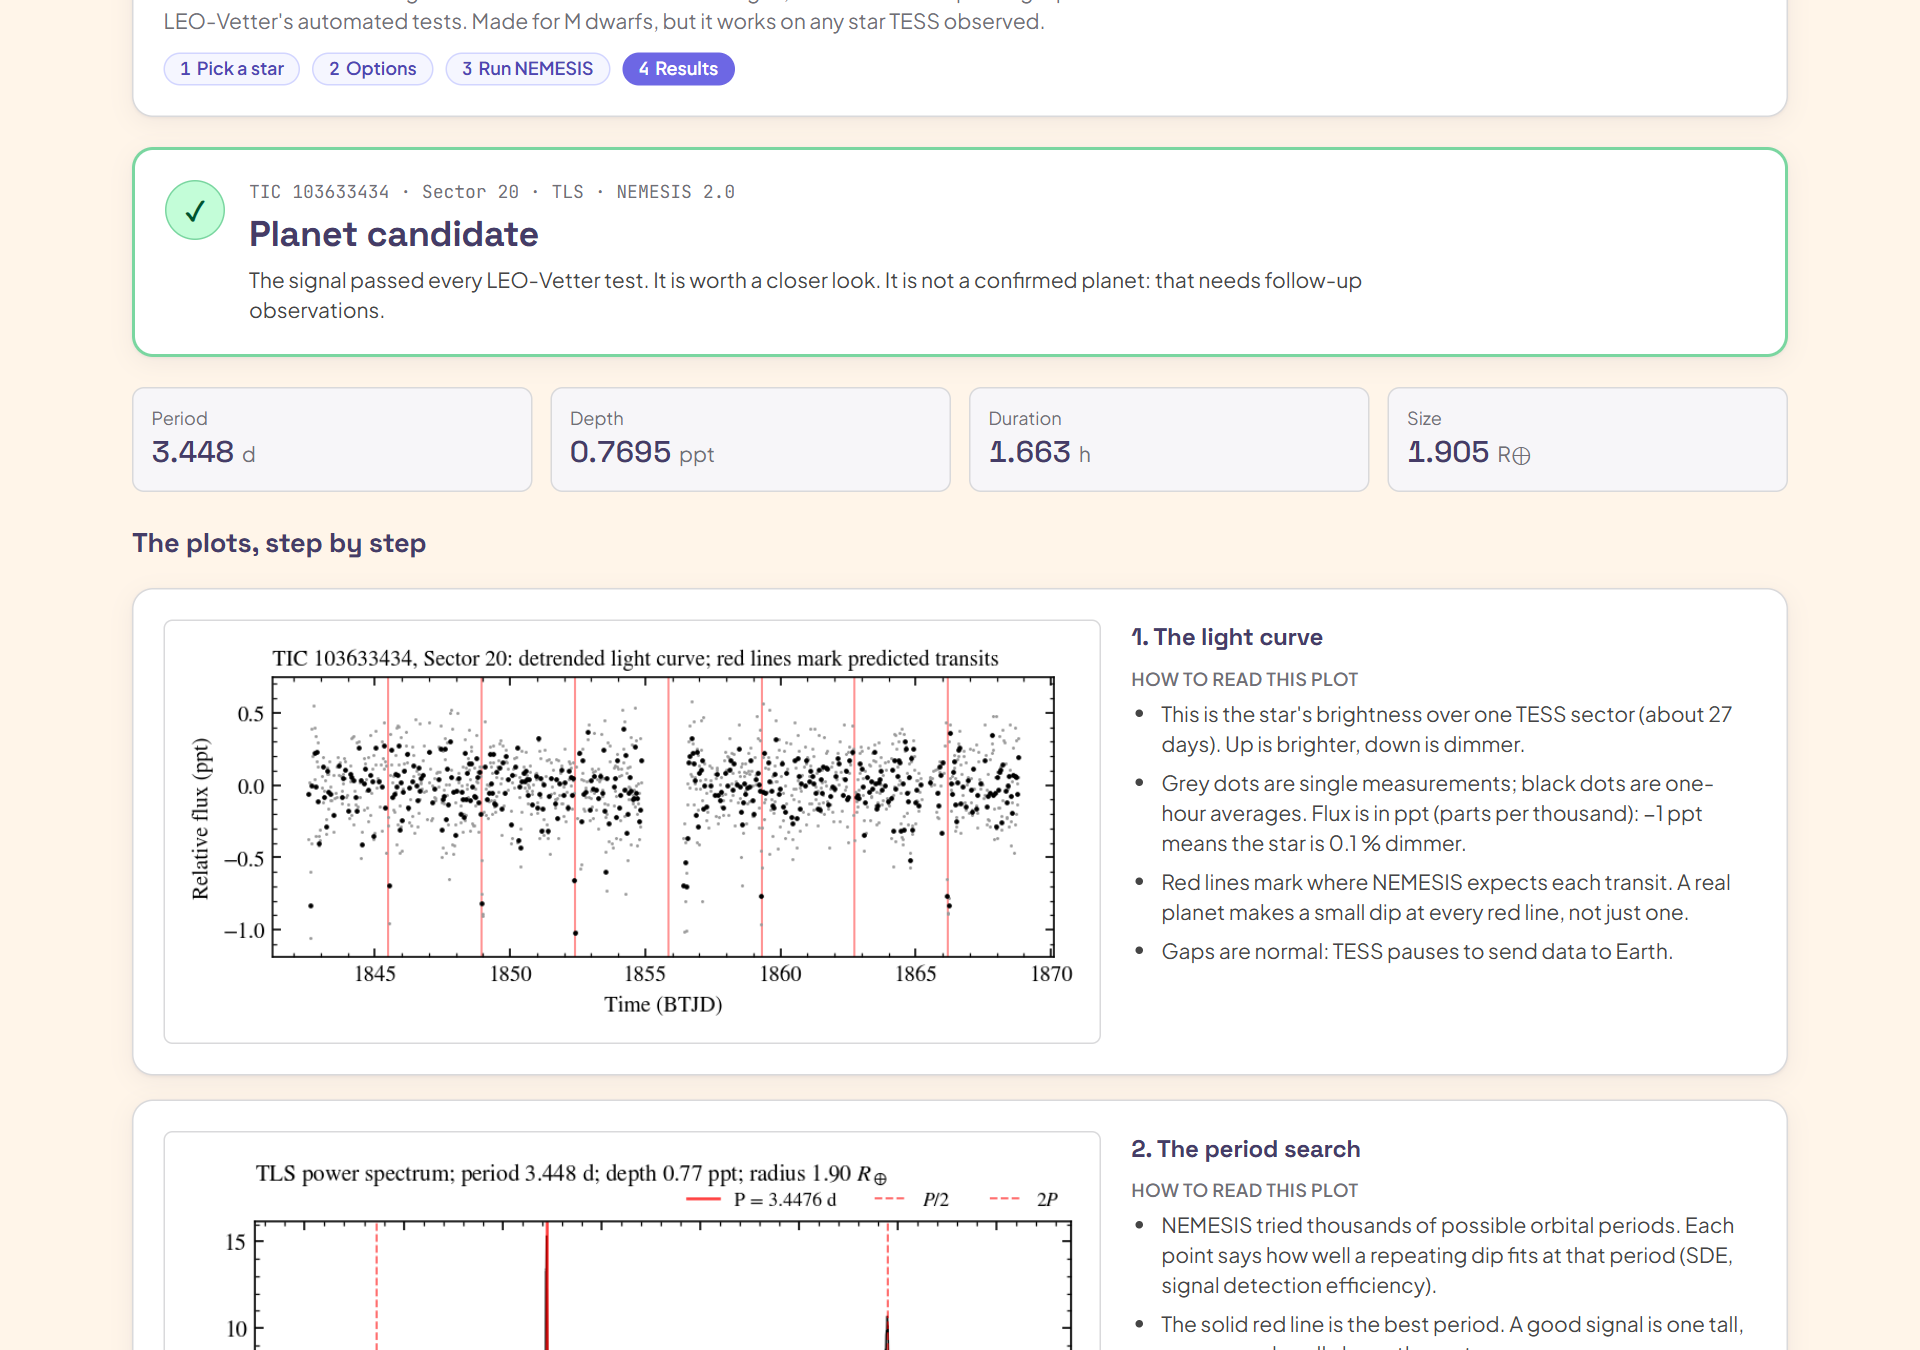 LEO-Vetter's automated tests. Made for M dwarfs, but it works on any star TESS observed.
1 Pick a star
2 Options
3 Run NEMESIS
4 Results
✓
TIC 103633434 · Sector 20 · TLS · NEMESIS 2.0
Planet candidate
The signal passed every LEO-Vetter test. It is worth a closer look. It is not a confirmed planet: that needs follow-up
observations.
Period
3.448 d
Depth
0.7695 ppt
Duration
1.663 h
Size
1.905 R⊕
The plots, step by step
TIC 103633434, Sector 20: detrended light curve; red lines mark predicted transits
0.5
0.0
−0.5
−1.0
Relative flux (ppt)
1845 1850 1855 1860 1865 1870
Time (BTJD)
1. The light curve
HOW TO READ THIS PLOT
• This is the star's brightness over one TESS sector (about 27
days). Up is brighter, down is dimmer.
• Grey dots are single measurements; black dots are one-
hour averages. Flux is in ppt (parts per thousand): −1 ppt
means the star is 0.1 % dimmer.
• Red lines mark where NEMESIS expects each transit. A real
planet makes a small dip at every red line, not just one.
• Gaps are normal: TESS pauses to send data to Earth.
TLS power spectrum; period 3.448 d; depth 0.77 ppt; radius 1.90 R⊕
P = 3.4476 d P/2 2P
15
10
2. The period search
HOW TO READ THIS PLOT
• NEMESIS tried thousands of possible orbital periods. Each
point says how well a repeating dip fits at that period (SDE,
signal detection efficiency).
• The solid red line is the best period. A good signal is one tall,